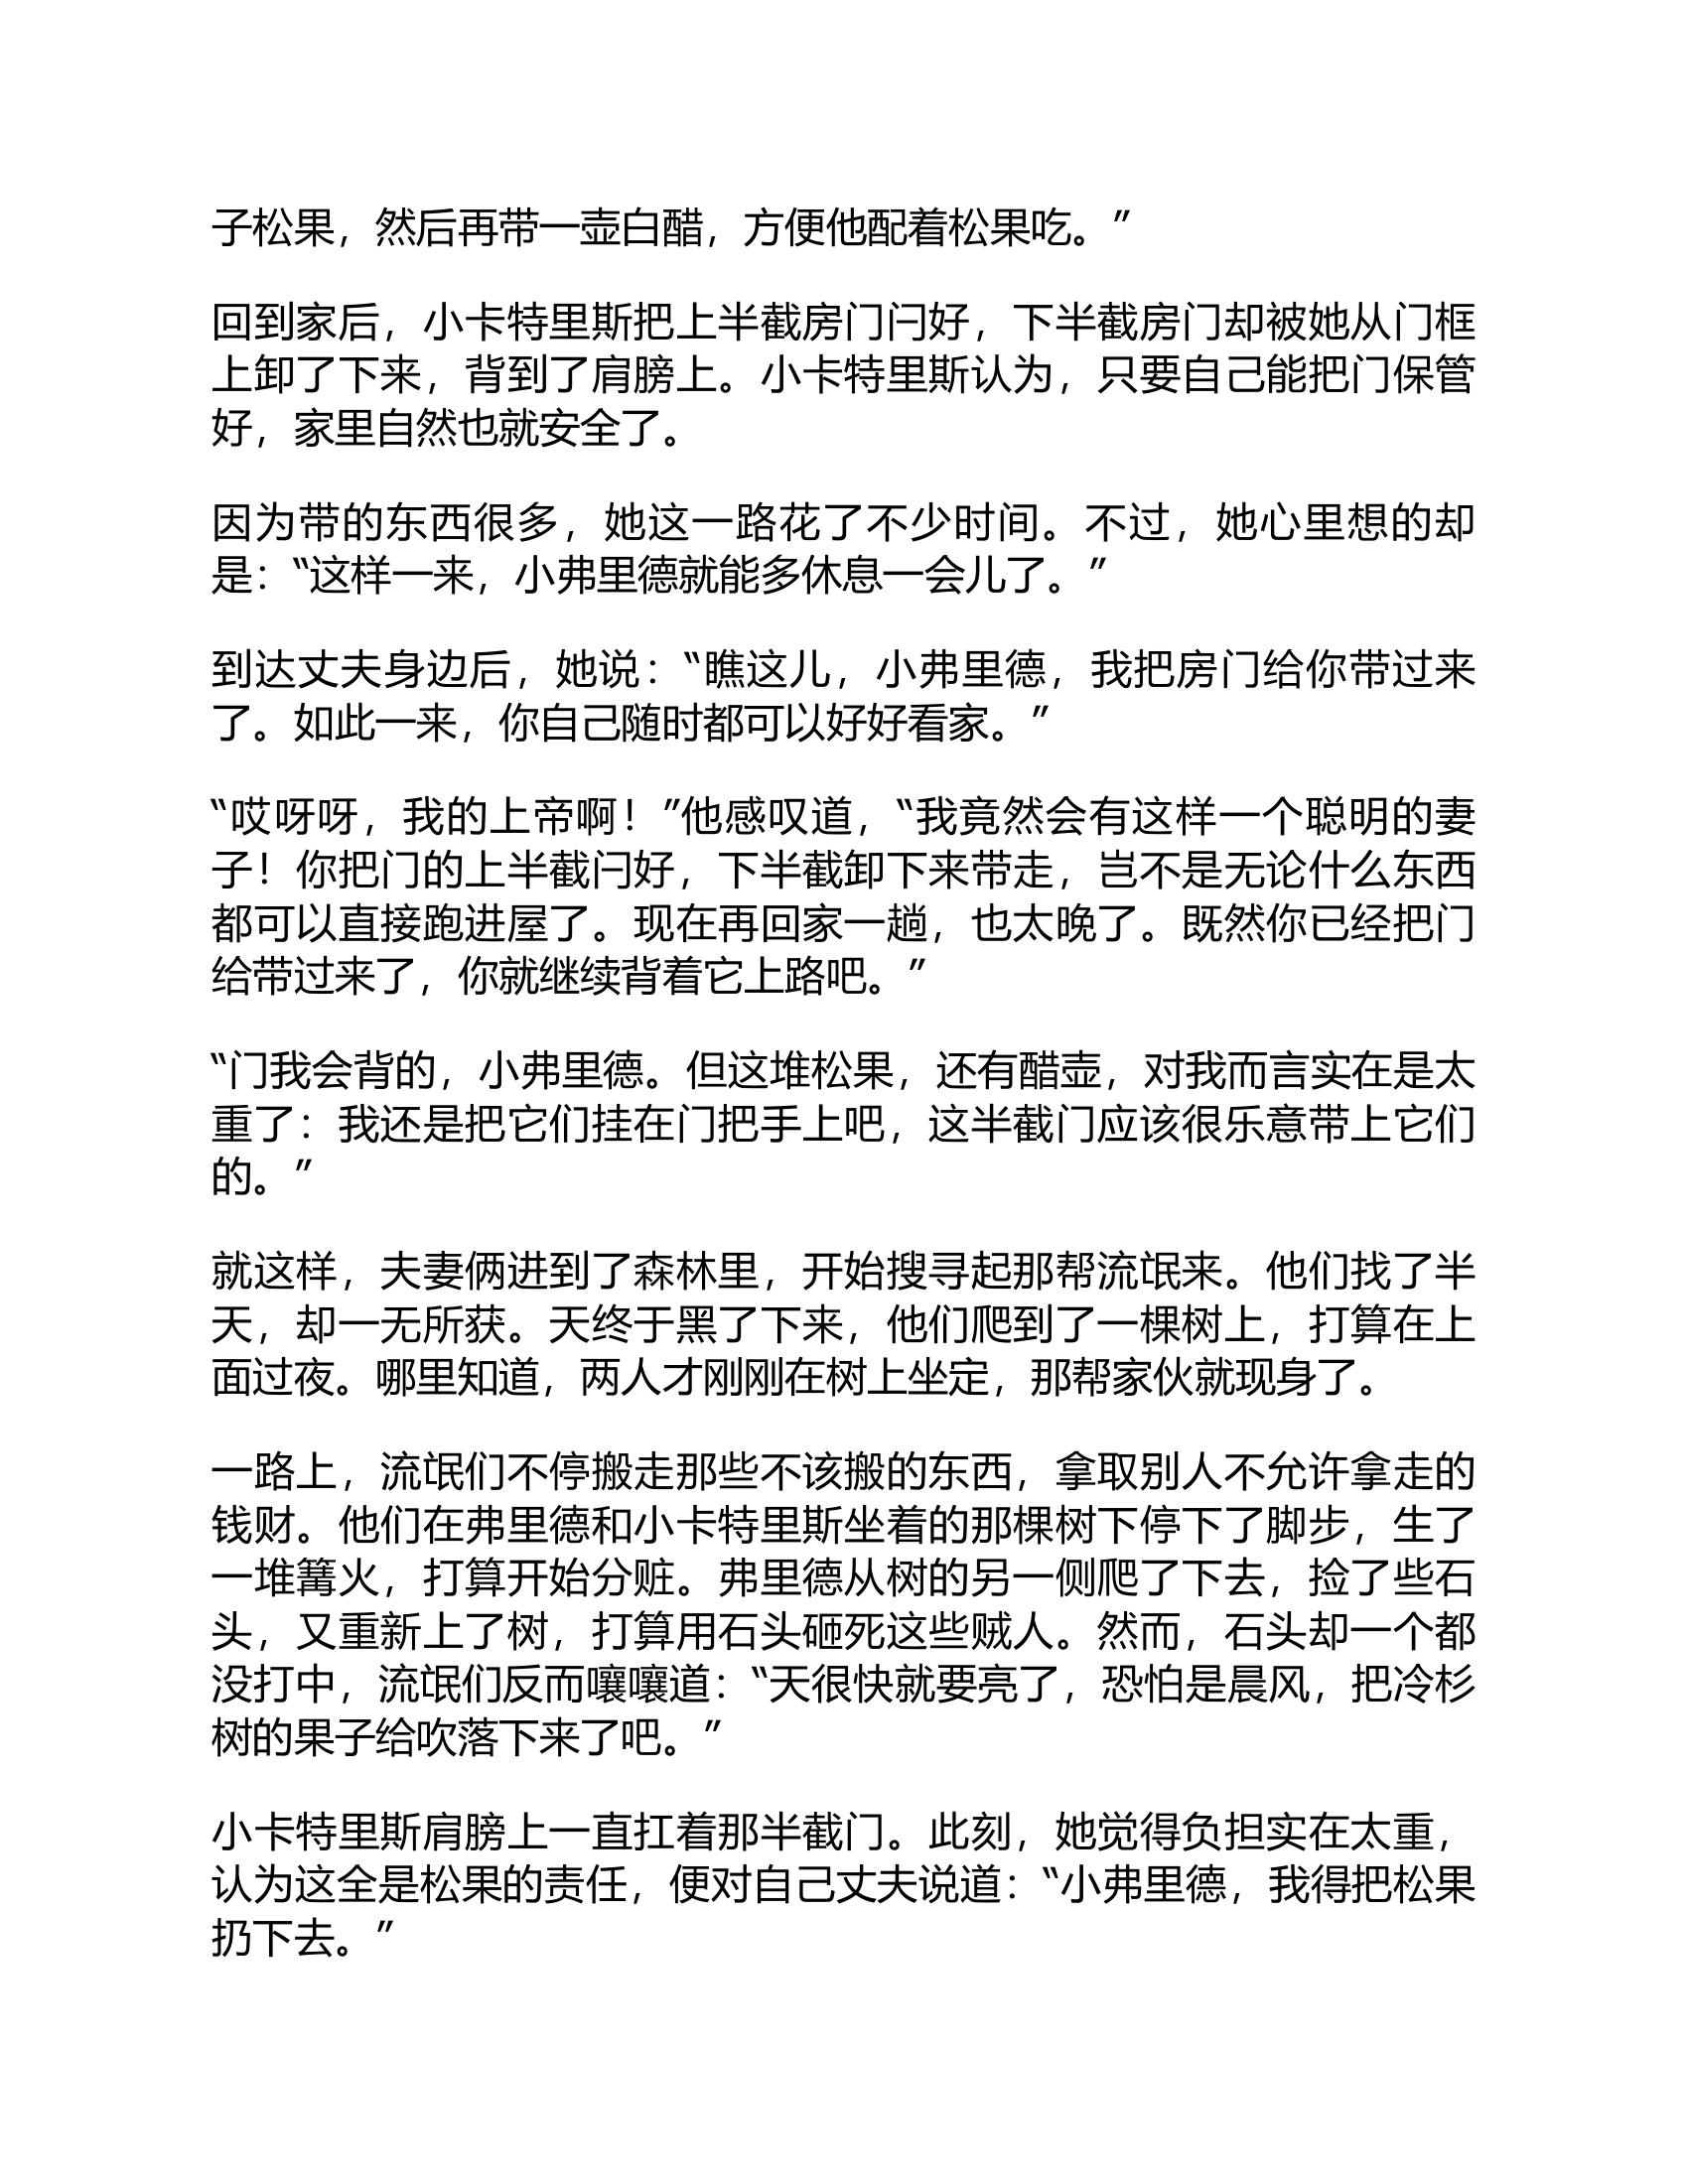 子松果，然后再带一壶白醋，方便他配着松果吃。”
回到家后，小卡特里斯把上半截房门闩好，下半截房门却被她从门框
上卸了下来，背到了肩膀上。小卡特里斯认为，只要自己能把门保管
好，家里自然也就安全了。
因为带的东西很多，她这一路花了不少时间。不过，她心里想的却
是：“这样一来，小弗里德就能多休息一会儿了。”
到达丈夫身边后，她说：“瞧这儿，小弗里德，我把房门给你带过来
了。如此一来，你自己随时都可以好好看家。”
“哎呀呀，我的上帝啊！”他感叹道，“我竟然会有这样一个聪明的妻
子！你把门的上半截闩好，下半截卸下来带走，岂不是无论什么东西
都可以直接跑进屋了。现在再回家一趟，也太晚了。既然你已经把门
给带过来了，你就继续背着它上路吧。”
“门我会背的，小弗里德。但这堆松果，还有醋壶，对我而言实在是太
重了：我还是把它们挂在门把手上吧，这半截门应该很乐意带上它们
的。”
就这样，夫妻俩进到了森林里，开始搜寻起那帮流氓来。他们找了半
天，却一无所获。天终于黑了下来，他们爬到了一棵树上，打算在上
面过夜。哪里知道，两人才刚刚在树上坐定，那帮家伙就现身了。
一路上，流氓们不停搬走那些不该搬的东西，拿取别人不允许拿走的
钱财。他们在弗里德和小卡特里斯坐着的那棵树下停下了脚步，生了
一堆篝火，打算开始分赃。弗里德从树的另一侧爬了下去，捡了些石
头，又重新上了树，打算用石头砸死这些贼人。然而，石头却一个都
没打中，流氓们反而嚷嚷道：“天很快就要亮了，恐怕是晨风，把冷杉
树的果子给吹落下来了吧。”
小卡特里斯肩膀上一直扛着那半截门。此刻，她觉得负担实在太重，
认为这全是松果的责任，便对自己丈夫说道：“小弗里德，我得把松果
扔下去。”